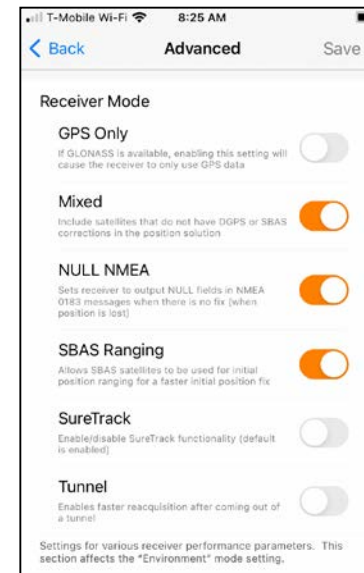 T-Mobile Wi-Fi 8:25 AM
Back Advanced Save
Receiver Mode
GPS Only
If GLONASS is available, enabling this setting will
cause the receiver to only use GPS data
Mixed
Include satellites that do not have DGPS or SBAS
corrections in the position solution
NULL NMEA
Sets receiver to output NULL fields in NMEA
0183 messages when there is no fix (when
position is lost)
SBAS Ranging
Allows SBAS satellites to be used for initial
position ranging for a faster initial position fix
SureTrack
Enable/disable SureTrack functionality (default
is enabled)
Tunnel
Enables faster reacquisition after coming out of
a tunnel
Settings for various receiver performance parameters. This
section affects the "Environment" mode setting.